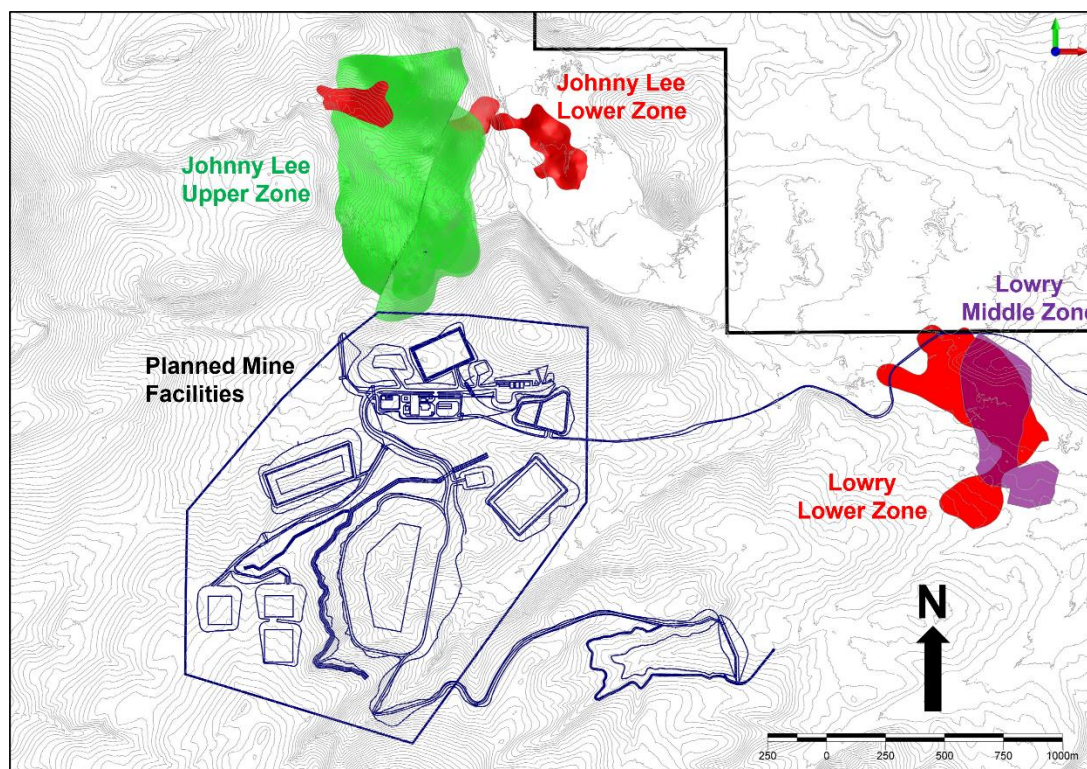 Johnny Lee
Lower Zone
Johnny Lee
Upper Zone
Lowry
Middle Zone
Planned Mine
Facilities
Lowry
Lower Zone
N
250 0 250 500 750 1000m